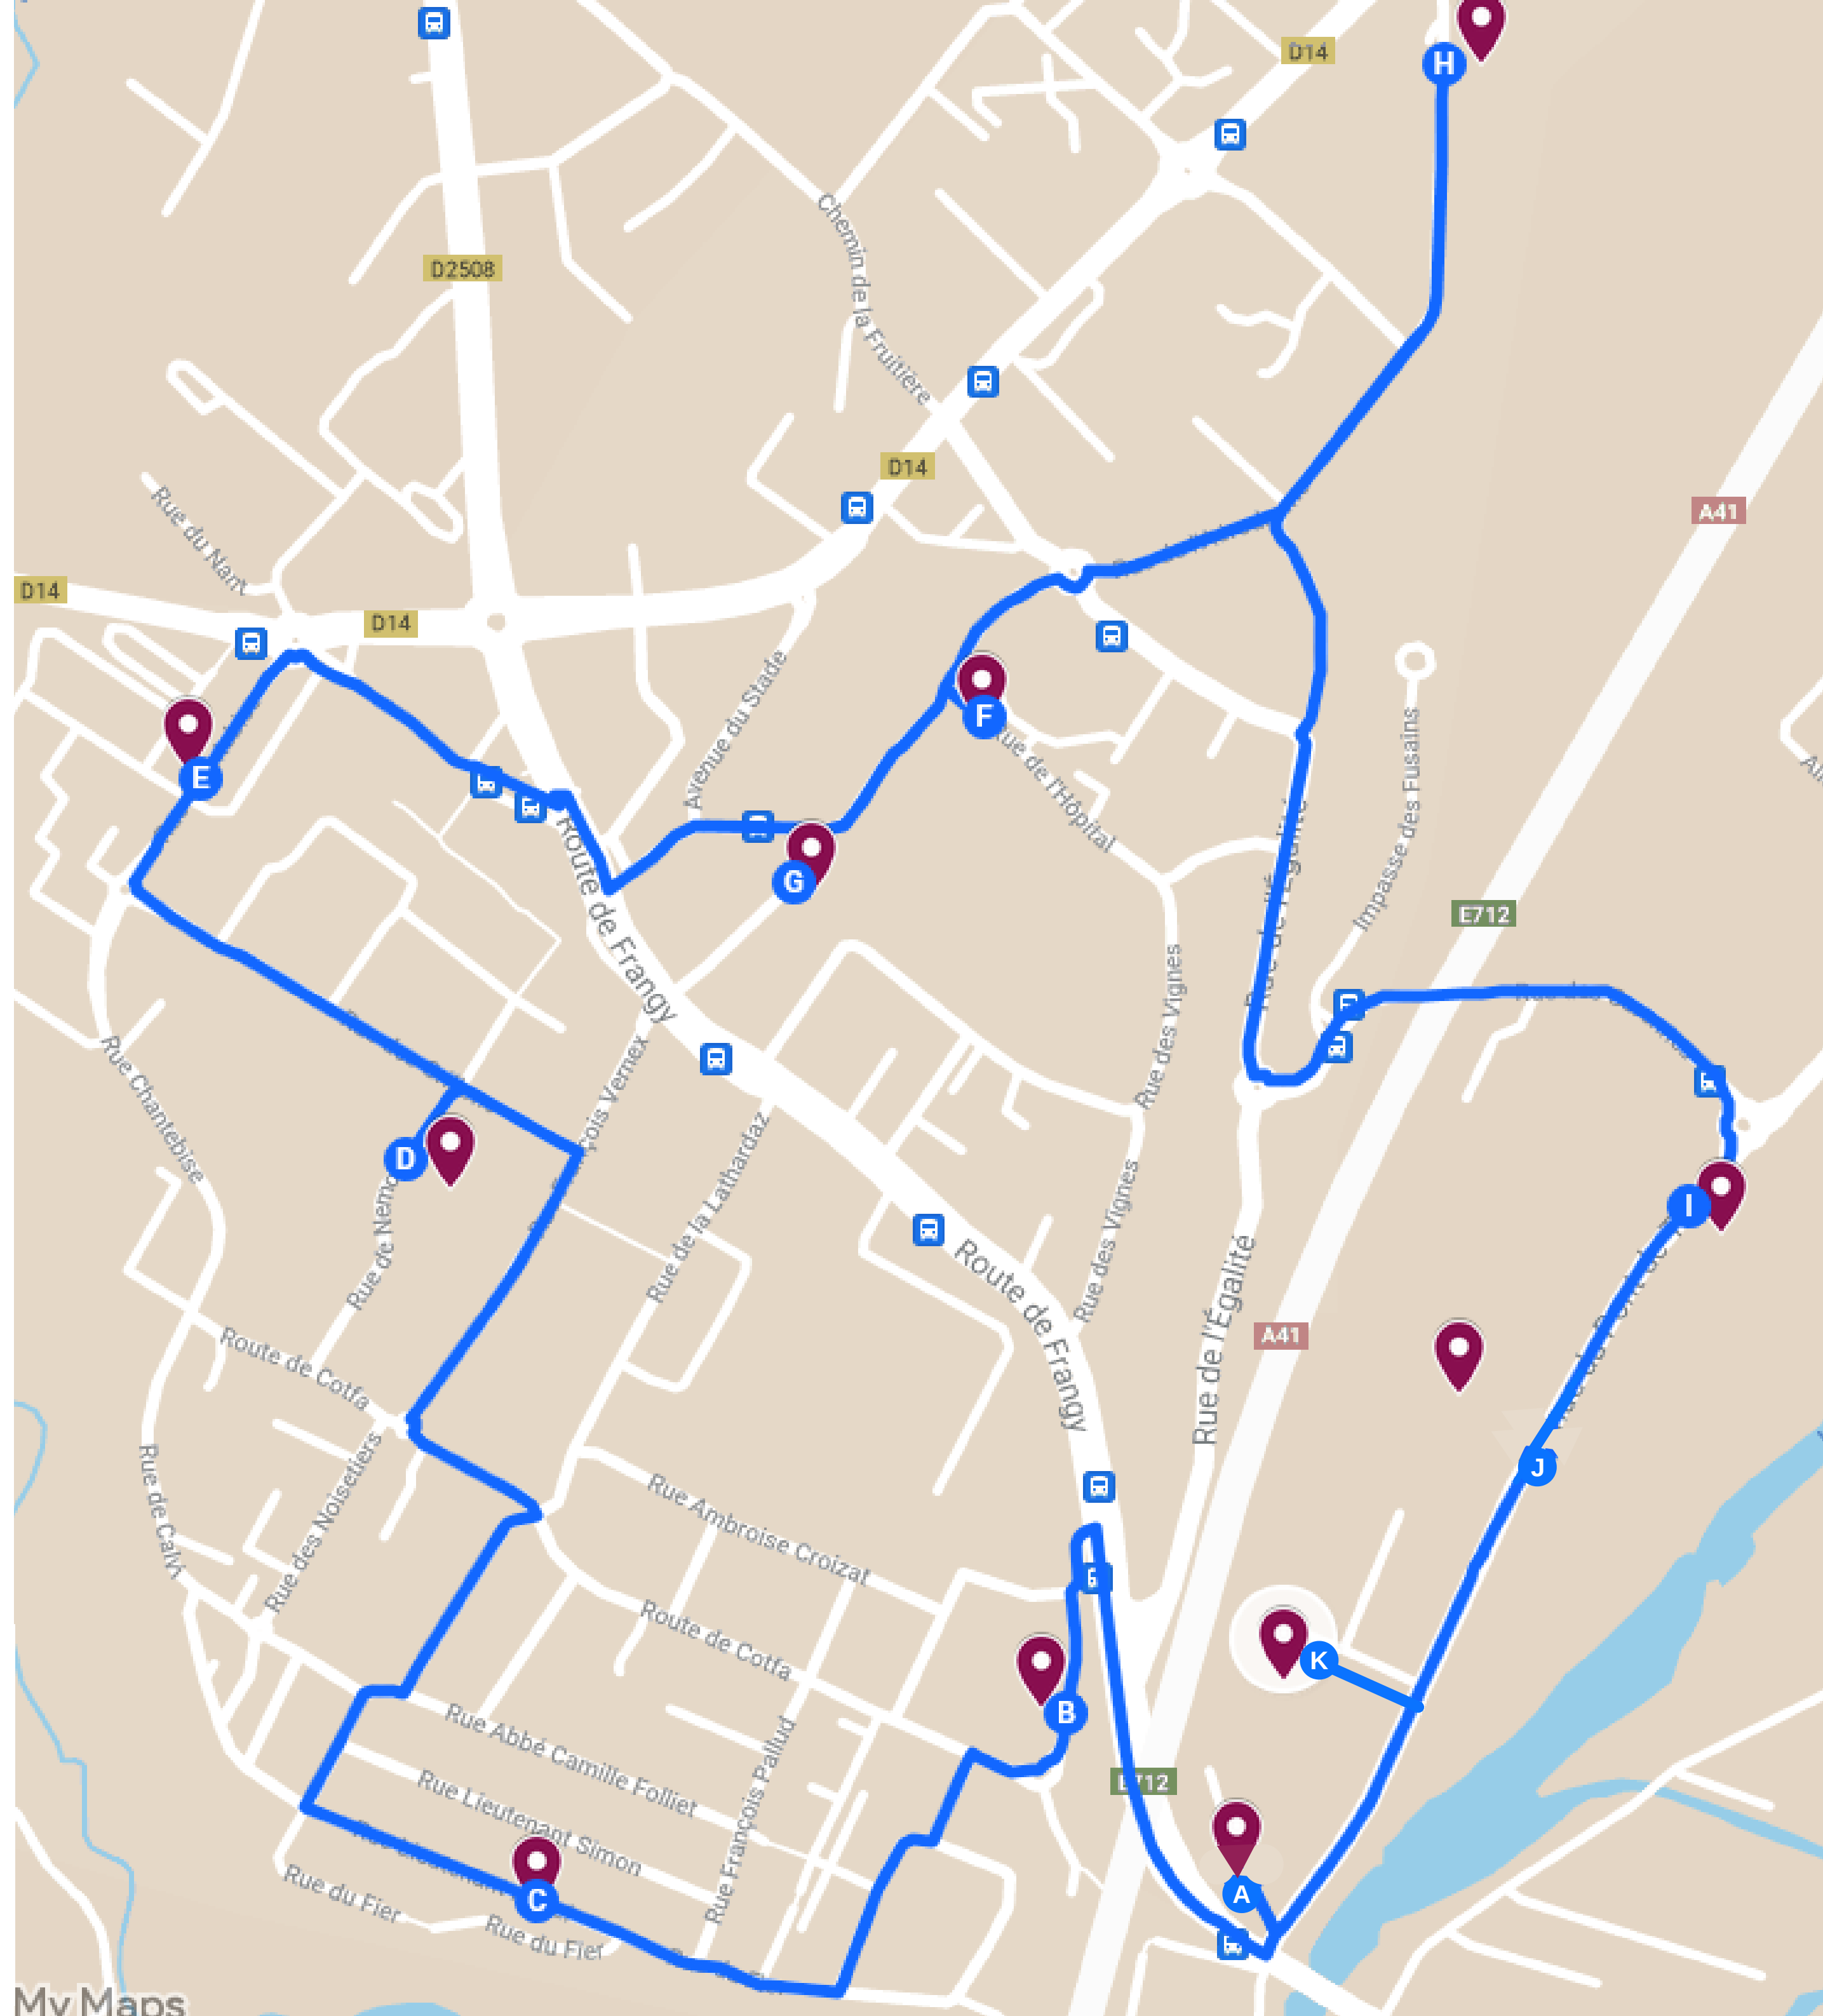 H
D14
Chemin de la Fruitière
D2508
D14
A41
Rue du Nant
D14
D14
Avenue du Stade
F
Rue de l'Hôpital
Impasse des Fusains
E
G
E712
Route de Frangy
Rue de l'Égalité
Rue des Vignes
Rue Chantebise
D
Rue de la Lathardaz
Rue des Vignes
I
Route de Frangy
Rue de l'Égalité
A41
Route de Cotfa
J
Rue de Calvi
Rue des Noisetiers
Rue Ambroise Croizat
Route de Cotfa
K
B
Rue Abbé Camille Folliet
Rue Lieutenant Simon
Rue François Pallud
E712
A
C
Rue du Fier
Rue du Fier
My Maps